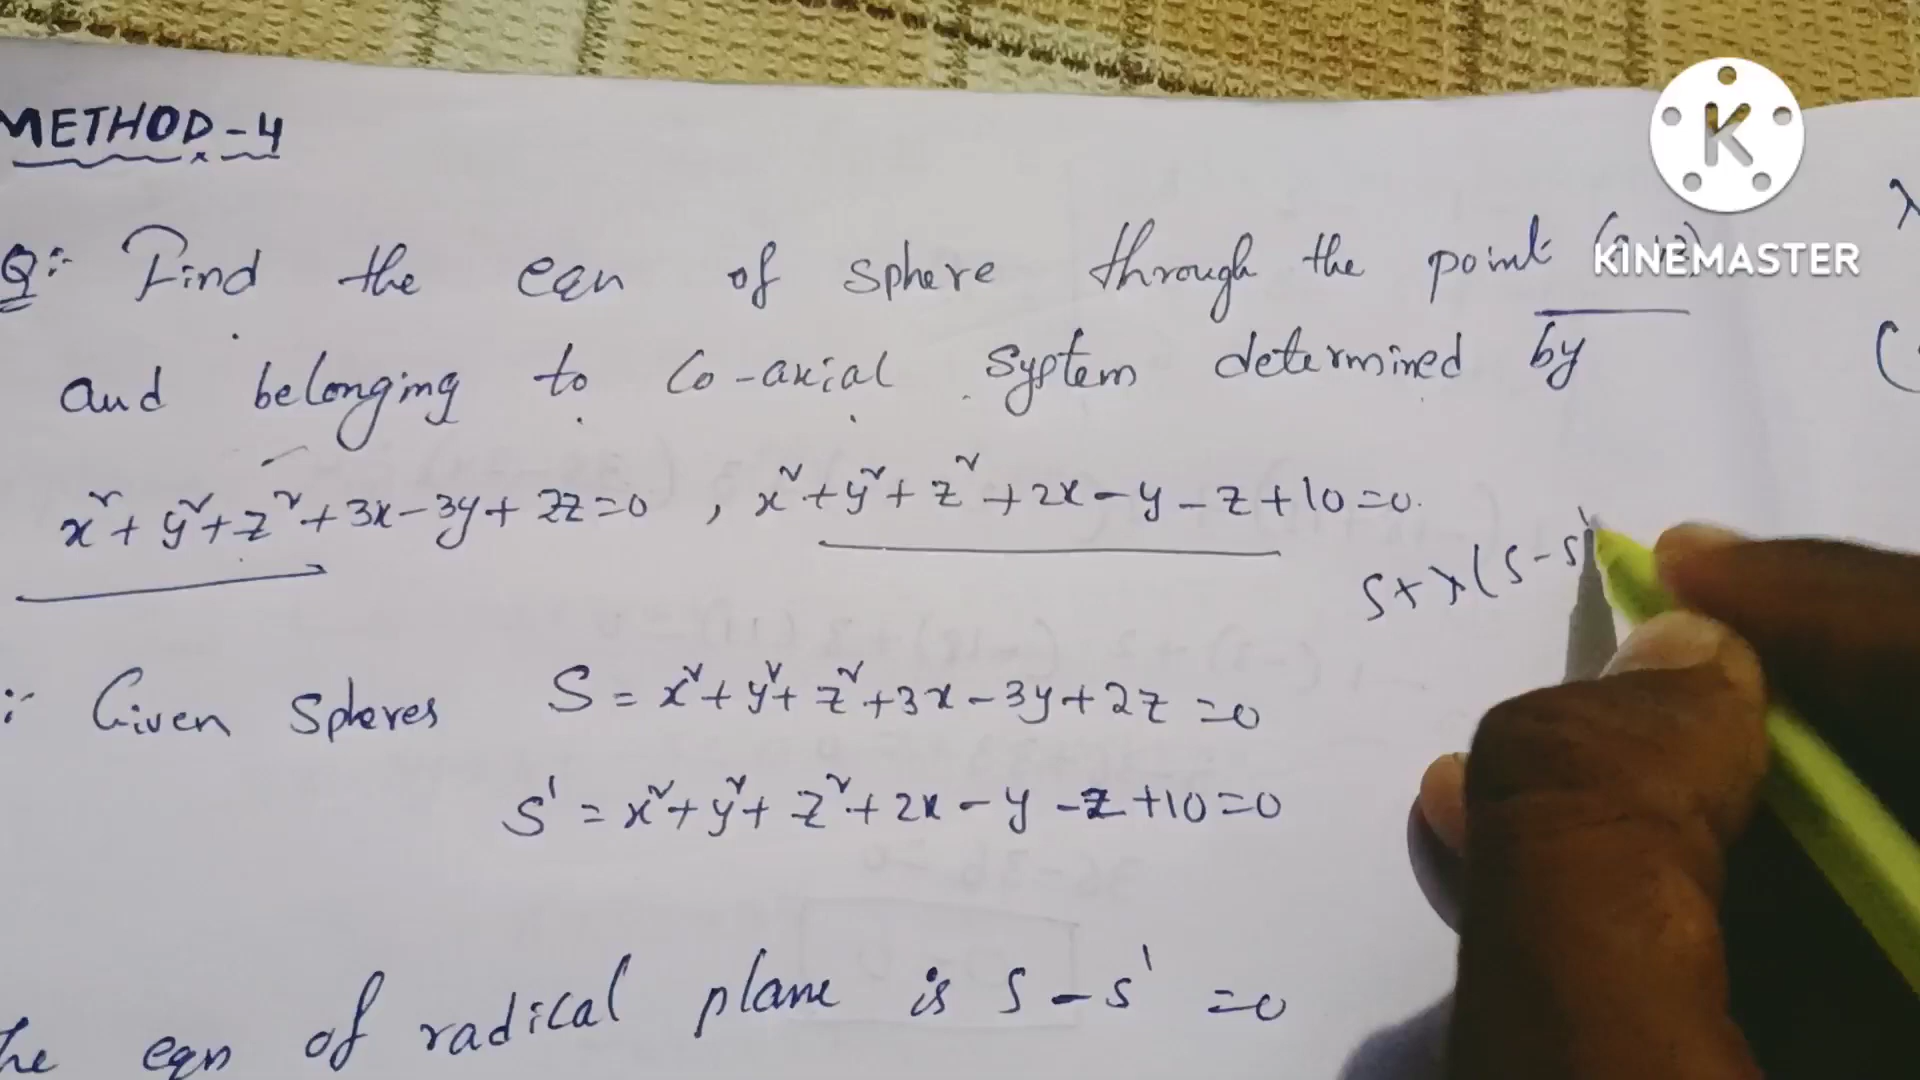 METHOD-4
K
KINEMASTER
Q:- Find the eqn of sphere through the point
and belonging to Co-axial system determined by
x²+y²+z²+3x-3y+2z=0 , x²+y²+z²+2x-y-z+10=0.
S+λ(S-S'
Given Spheres S = x²+y²+z²+3x-3y+2z=0
S' = x²+y²+z²+2x-y-z+10=0
The eqn of radical plane is S-S'=0